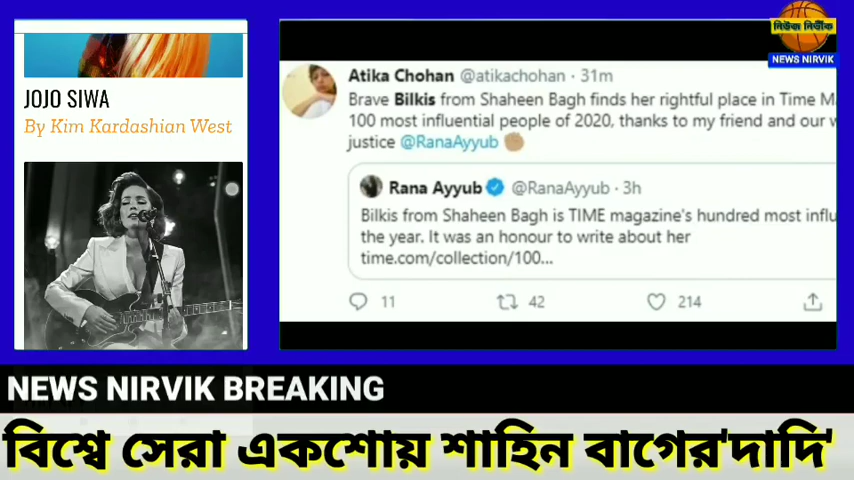 JOJO SIWA
By Kim Kardashian West
নিউজ নির্ভীক
NEWS NIRVIK
Atika Chohan @atikachohan · 31m
Brave Bilkis from Shaheen Bagh finds her rightful place in Time
100 most influential people of 2020, thanks to my friend and our
justice @RanaAyyub ✊🏽
Rana Ayyub @RanaAyyub · 3h
Bilkis from Shaheen Bagh is TIME magazine's hundred most
the year. It was an honour to write about her
time.com/collection/100...
11 42 214
NEWS NIRVIK BREAKING
বিশ্বে সেরা একশোয় শাহিন বাগের'দাদি'